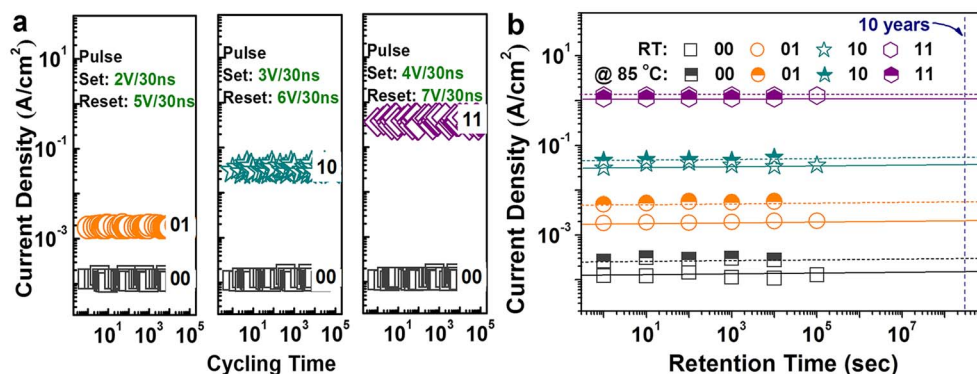 a
Current Density (A/cm²)
10¹
10⁻¹
10⁻³
Pulse
Set: 2V/30ns
Reset: 5V/30ns
01
00
10¹ 10³ 10⁵
Pulse
Set: 3V/30ns
Reset: 6V/30ns
10
00
10¹ 10³ 10⁵
Pulse
Set: 4V/30ns
Reset: 7V/30ns
11
00
10¹ 10³ 10⁵
Cycling Time
b
Current Density (A/cm²)
10¹
10⁻¹
10⁻³
10 years
RT: 00 01 10 11
@ 85 °C: 00 01 10 11
10¹ 10³ 10⁵ 10⁷
Retention Time (sec)